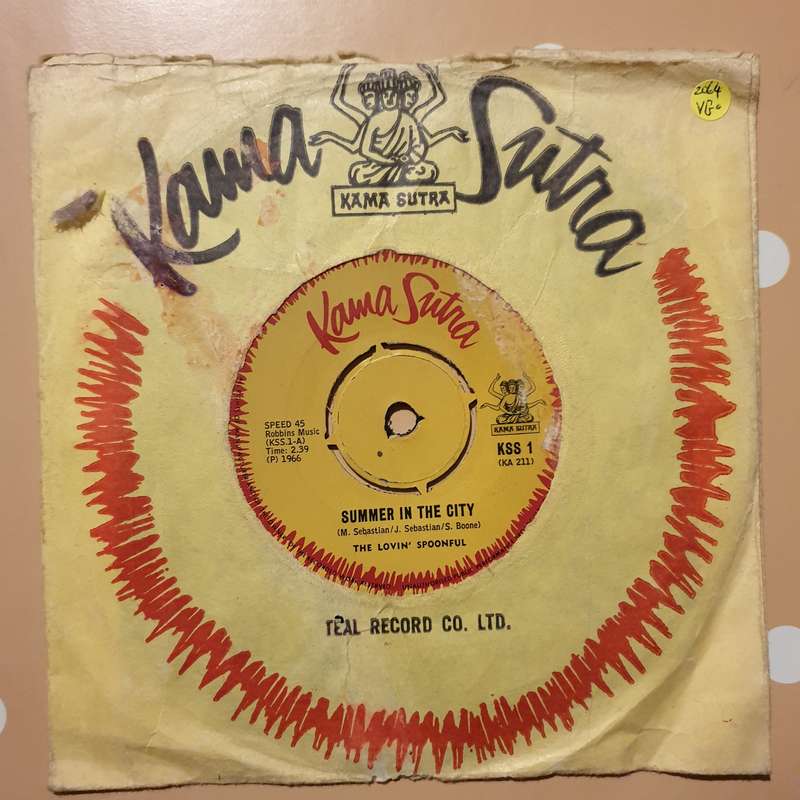 Kama Sutra
KAMA SUTRA
2064
VG
Kama Sutra
SPEED 45
Robbins Music
(KSS.1-A)
Time: 2.39
(P) 1966
KAMA SUTRA
KSS 1
(KA 211)
SUMMER IN THE CITY
(M. Sebastian/J. Sebastian/S. Boone)
THE LOVIN' SPOONFUL
TEAL RECORD CO. LTD.